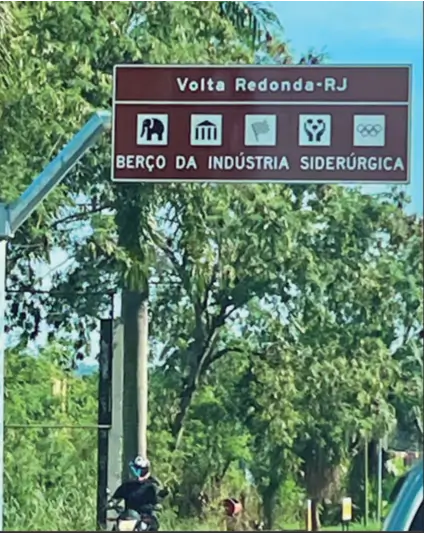 Volta Redonda-RJ
BERÇO DA INDÚSTRIA SIDERÚRGICA